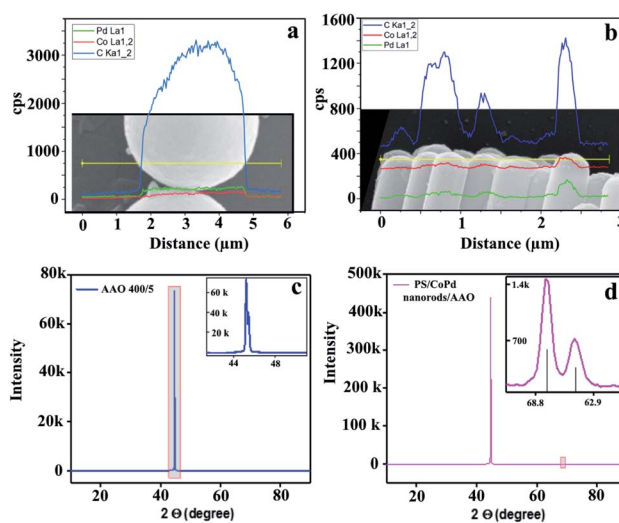 a
Pd La1
Co La1,2
C Ka1_2
3000
2000
1000
0
cps
0 1 2 3 4 5 6
Distance (µm)
b
C Ka1_2
Co La1,2
Pd La1
1600
1200
800
400
0
cps
0 1 2
Distance (µm)
c
AAO 400/5
80k
60k
40k
20k
0
Intensity
20 40 60 80
2 Θ (degree)
60 k
40 k
20 k
44 48
d
PS/CoPd
nanorods/AAO
500k
400k
300k
200k
100 k
0
Intensity
20 40 60 80
2 Θ (degree)
1.4k
700
68.8 62.9